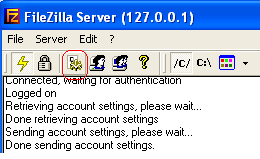 FileZilla Server (127.0.0.1)
File Server Edit ?
/C/ C:\
Connected, waiting for authentication
Logged on
Retrieving account settings, please wait...
Done retrieving account settings
Sending account settings, please wait...
Done sending account settings.